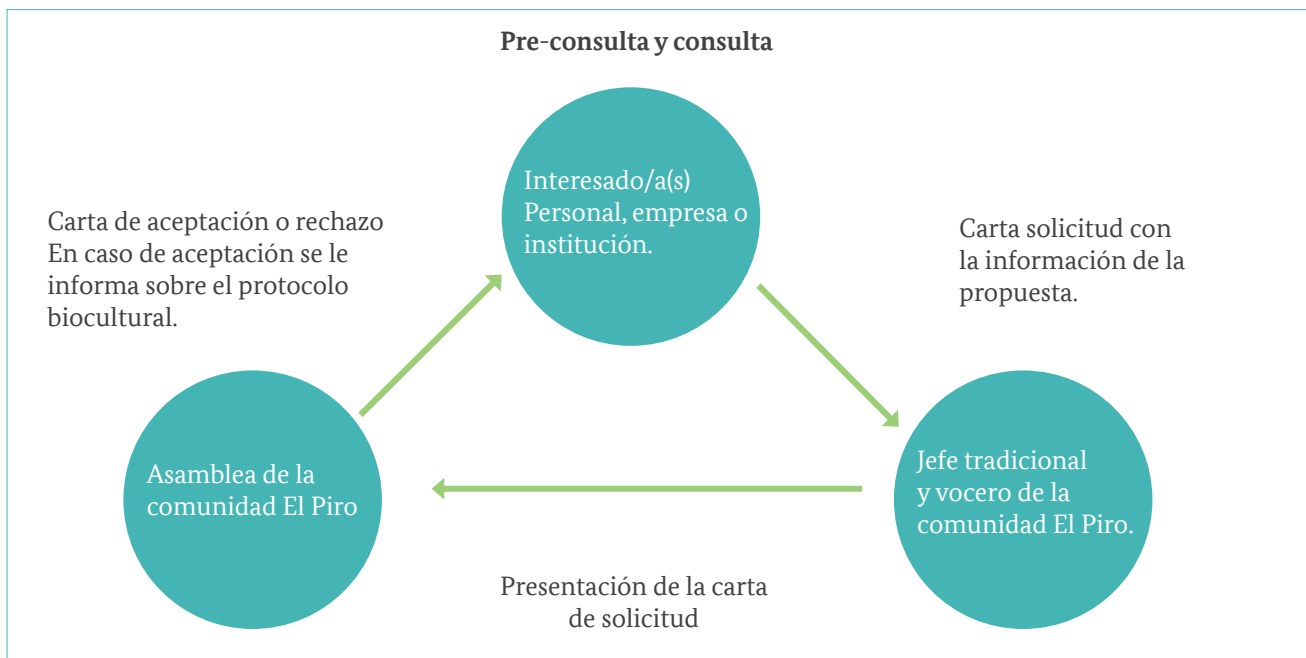 Pre-consulta y consulta
Interesado/a(s)
Personal, empresa o
institución.
Carta de aceptación o rechazo
En caso de aceptación se le
informa sobre el protocolo
biocultural.
Carta solicitud con
la información de la
propuesta.
Asamblea de la
comunidad El Piro
Jefe tradicional
y vocero de la
comunidad El Piro.
Presentación de la carta
de solicitud